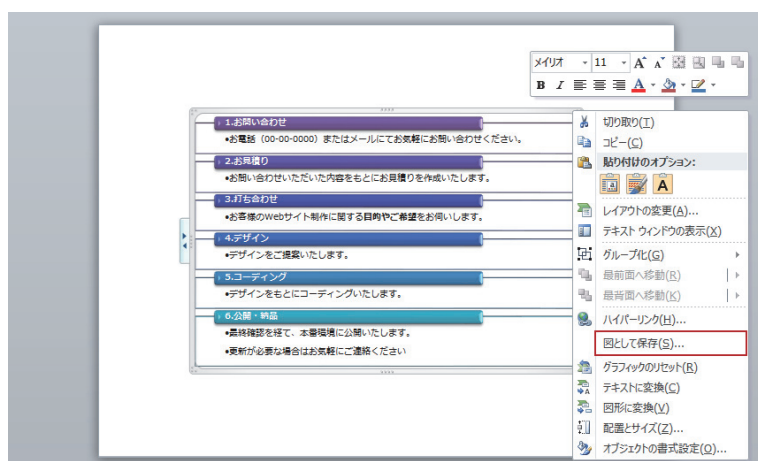 メイリオ 11 A A
B I A
1.お問い合わせ
•お電話（00-00-0000）またはメールにてお気軽にお問い合わせください。
2.お見積り
•お問い合わせいただいた内容をもとにお見積りを作成いたします。
3.打ち合わせ
•お客様のWebサイト制作に関する目的やご希望をお伺いします。
4.デザイン
•デザインをご提案いたします。
5.コーディング
•デザインをもとにコーディングいたします。
6.公開・納品
•最終確認を経て、本番環境に公開いたします。
•更新が必要な場合はお気軽にご連絡ください
切り取り(T)
コピー(C)
貼り付けのオプション:
a A
レイアウトの変更(A)...
テキスト ウィンドウの表示(X)
グループ化(G)
最前面へ移動(R)
最背面へ移動(K)
ハイパーリンク(H)...
図として保存(S)...
グラフィックのリセット(R)
テキストに変換(C)
図形に変換(V)
配置とサイズ(Z)...
オブジェクトの書式設定(O)...